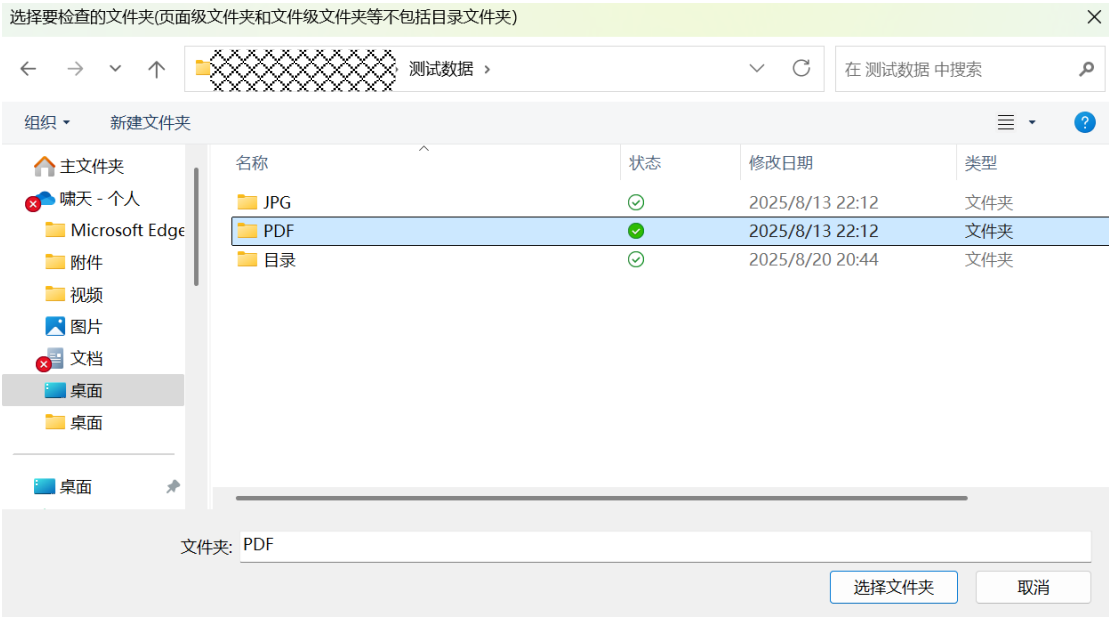 选择要检查的文件夹(页面级文件夹和文件级文件夹等不包括目录文件夹)
测试数据
在 测试数据 中搜索
组织 新建文件夹
主文件夹
啸天 - 个人
Microsoft Edge
附件
视频
图片
文档
桌面
桌面
桌面
名称 状态 修改日期 类型
JPG 2025/8/13 22:12 文件夹
PDF 2025/8/13 22:12 文件夹
目录 2025/8/20 20:44 文件夹
文件夹: PDF
选择文件夹 取消